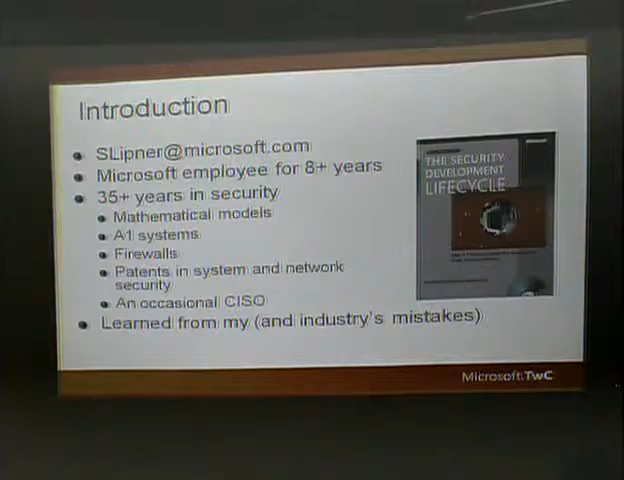 Introduction
SLipner@microsoft.com
Microsoft employee for 8+ years
35+ years in security
Mathematical models
A1 systems
Firewalls
Patents in system and network
security
An occasional CISO
Learned from my (and industry's mistakes)
THE SECURITY
DEVELOPMENT
LIFECYCLE
Microsoft TwC